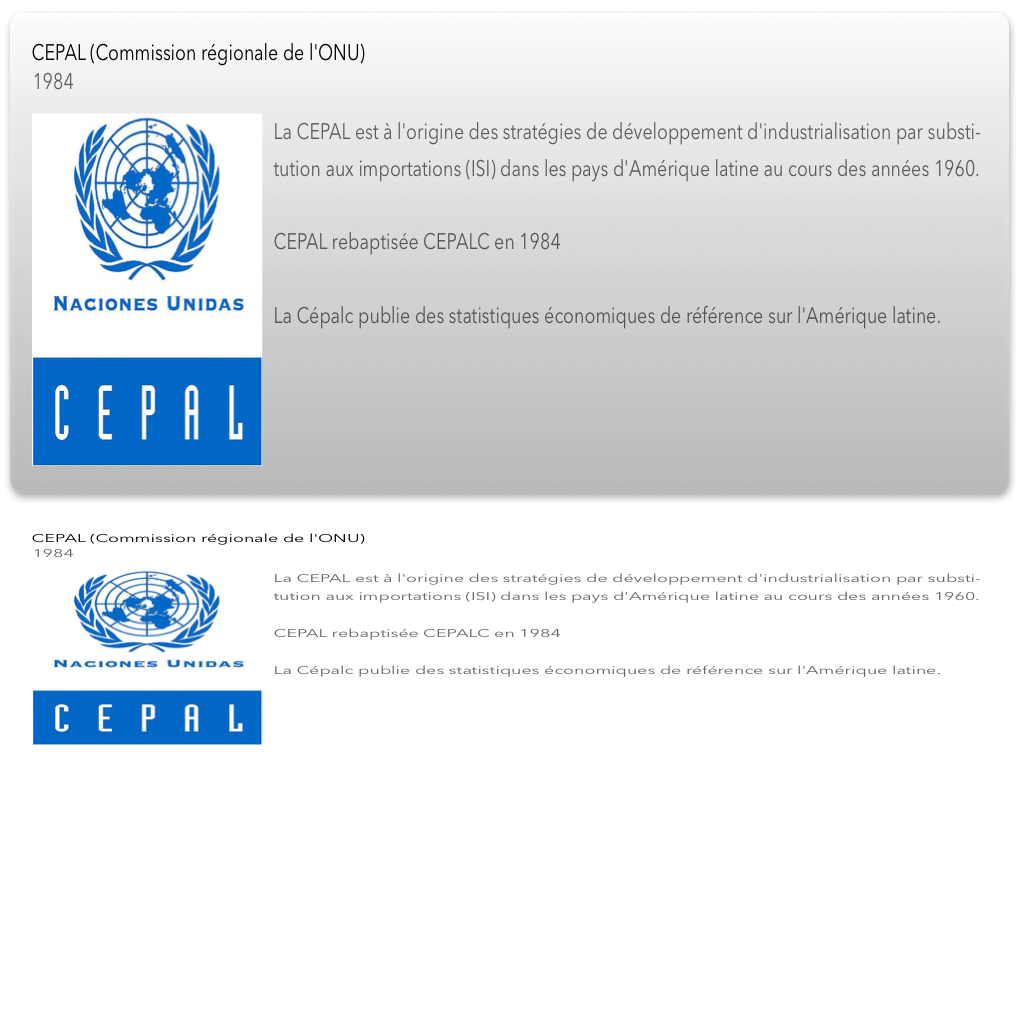 CEPAL (Commission régionale de l'ONU)
1984
La CEPAL est à l'origine des stratégies de développement d'industrialisation par substi-
tution aux importations (ISI) dans les pays d'Amérique latine au cours des années 1960.
CEPAL rebaptisée CEPALC en 1984
La Cépalc publie des statistiques économiques de référence sur l'Amérique latine.
NACIONES UNIDAS
CEPAL
CEPAL (Commission régionale de l'ONU)
1984
La CEPAL est à l'origine des stratégies de développement d'industrialisation par substi-
tution aux importations (ISI) dans les pays d'Amérique latine au cours des années 1960.
CEPAL rebaptisée CEPALC en 1984
La Cépalc publie des statistiques économiques de référence sur l'Amérique latine.
NACIONES UNIDAS
CEPAL